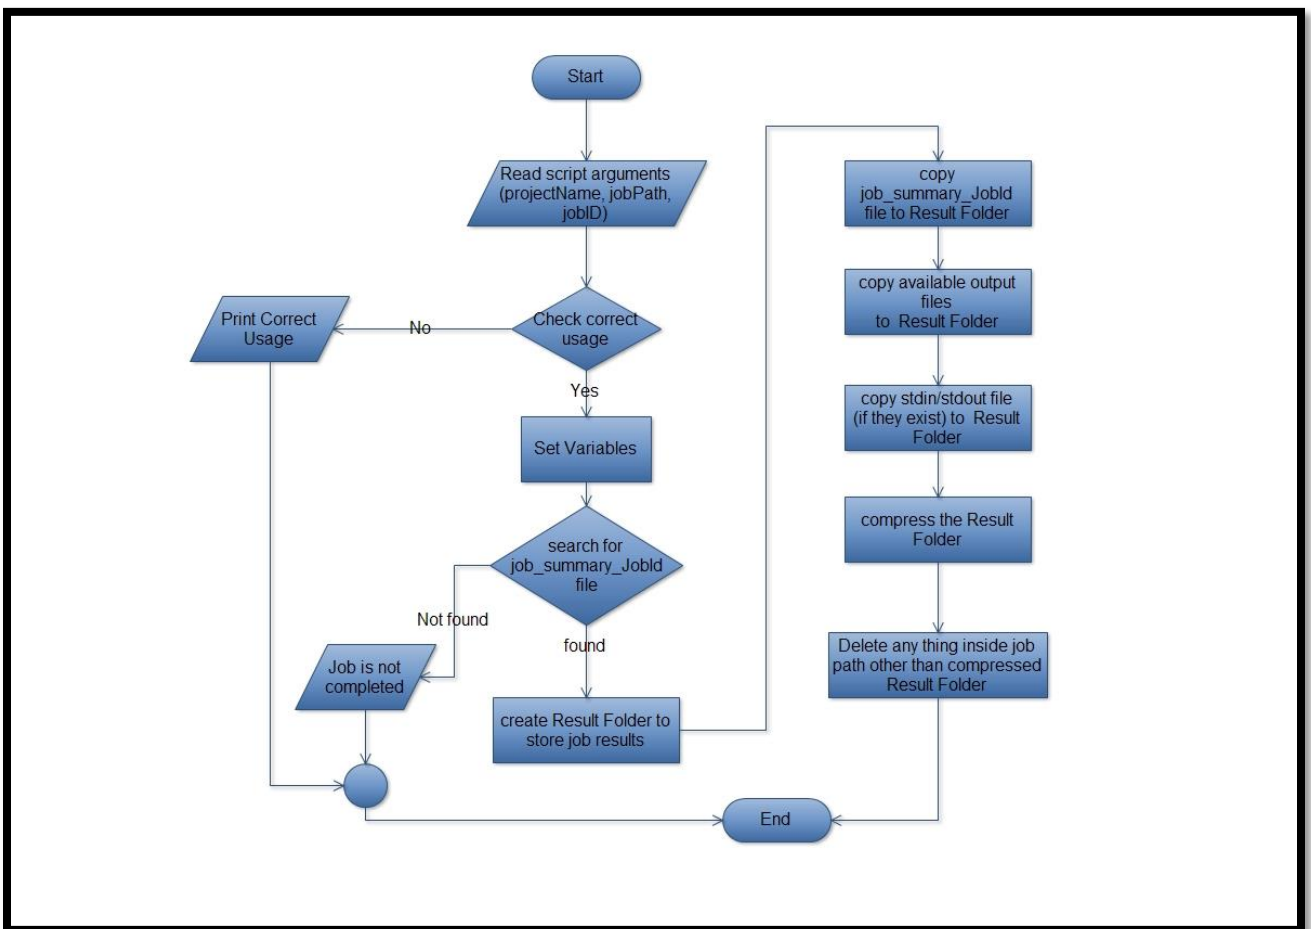 Start
Read script arguments
(projectName, jobPath,
jobID)
Check correct
usage
No
Print Correct
Usage
Yes
Set Variables
search for
job_summary_JobId
file
Not found
Job is not
completed
found
create Result Folder to
store job results
copy
job_summary_JobId
file to Result Folder
copy available output
files
to Result Folder
copy stdin/stdout file
(if they exist) to Result
Folder
compress the Result
Folder
Delete any thing inside job
path other than compressed
Result Folder
End